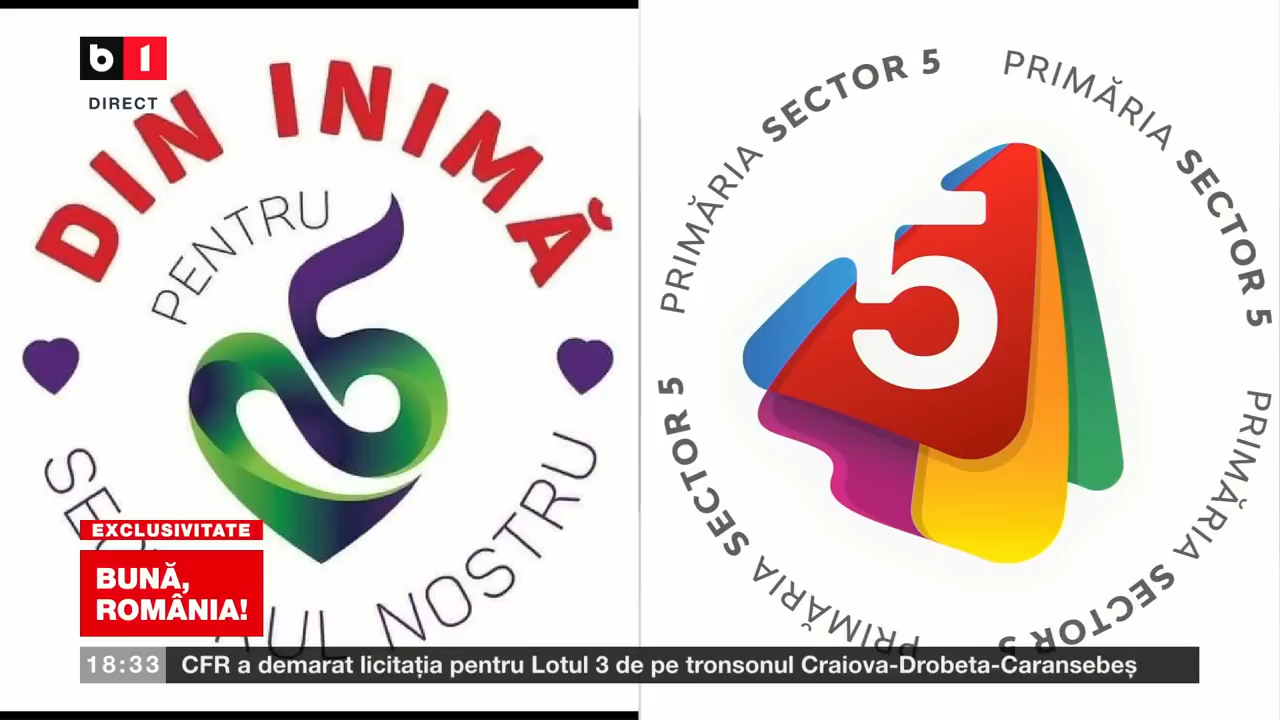 b1
DIRECT
DIN INIMĂ
PENTRU
5
NOSTRU
PRIMĂRIA SECTOR 5
PRIMĂRIA SECTOR 5
PRIMĂRIA SECTOR 5
PRIMĂRIA SECTOR 5
5
EXCLUSIVITATE
BUNĂ,
ROMÂNIA!
18:33 CFR a demarat licitația pentru Lotul 3 de pe tronsonul Craiova-Drobeta-Caransebeș